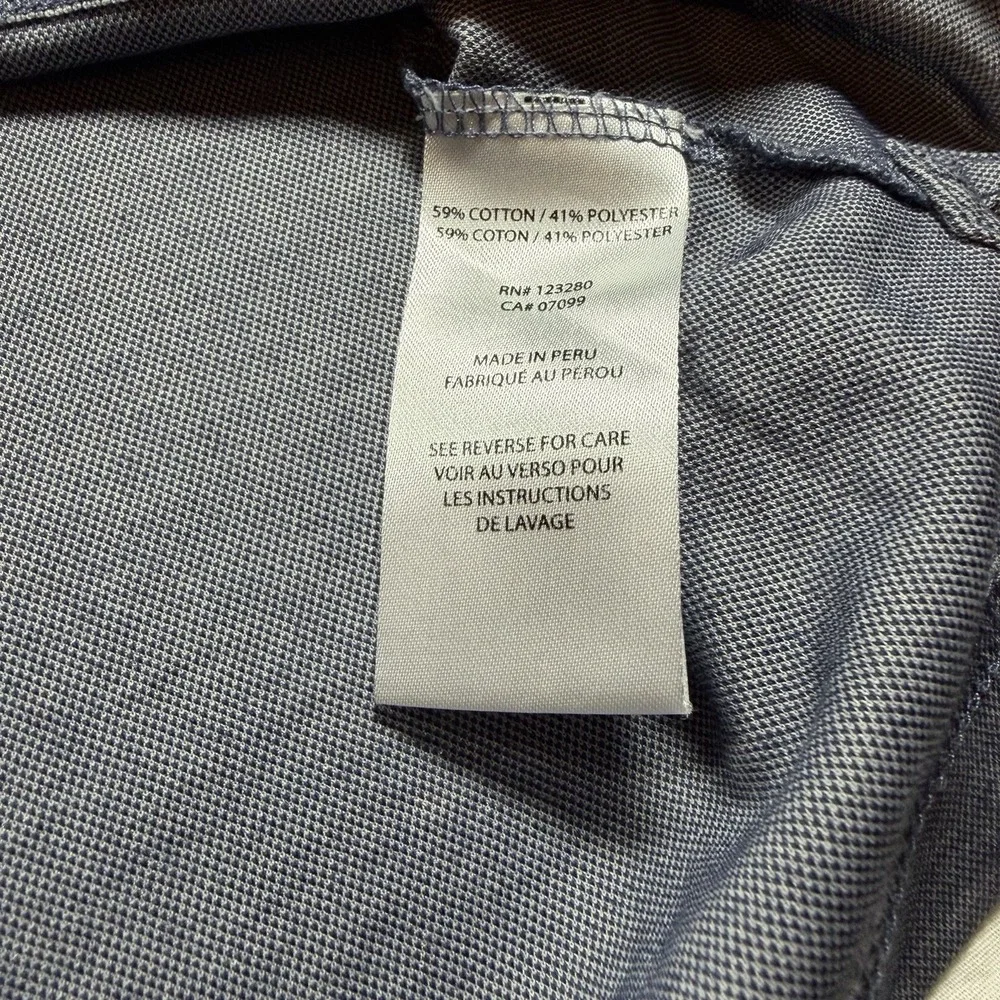 59% COTTON / 41% POLYESTER
59% COTON / 41% POLYESTER
RN# 123280
CA# 07099
MADE IN PERU
FABRIQUÉ AU PÉROU
SEE REVERSE FOR CARE
VOIR AU VERSO POUR
LES INSTRUCTIONS
DE LAVAGE